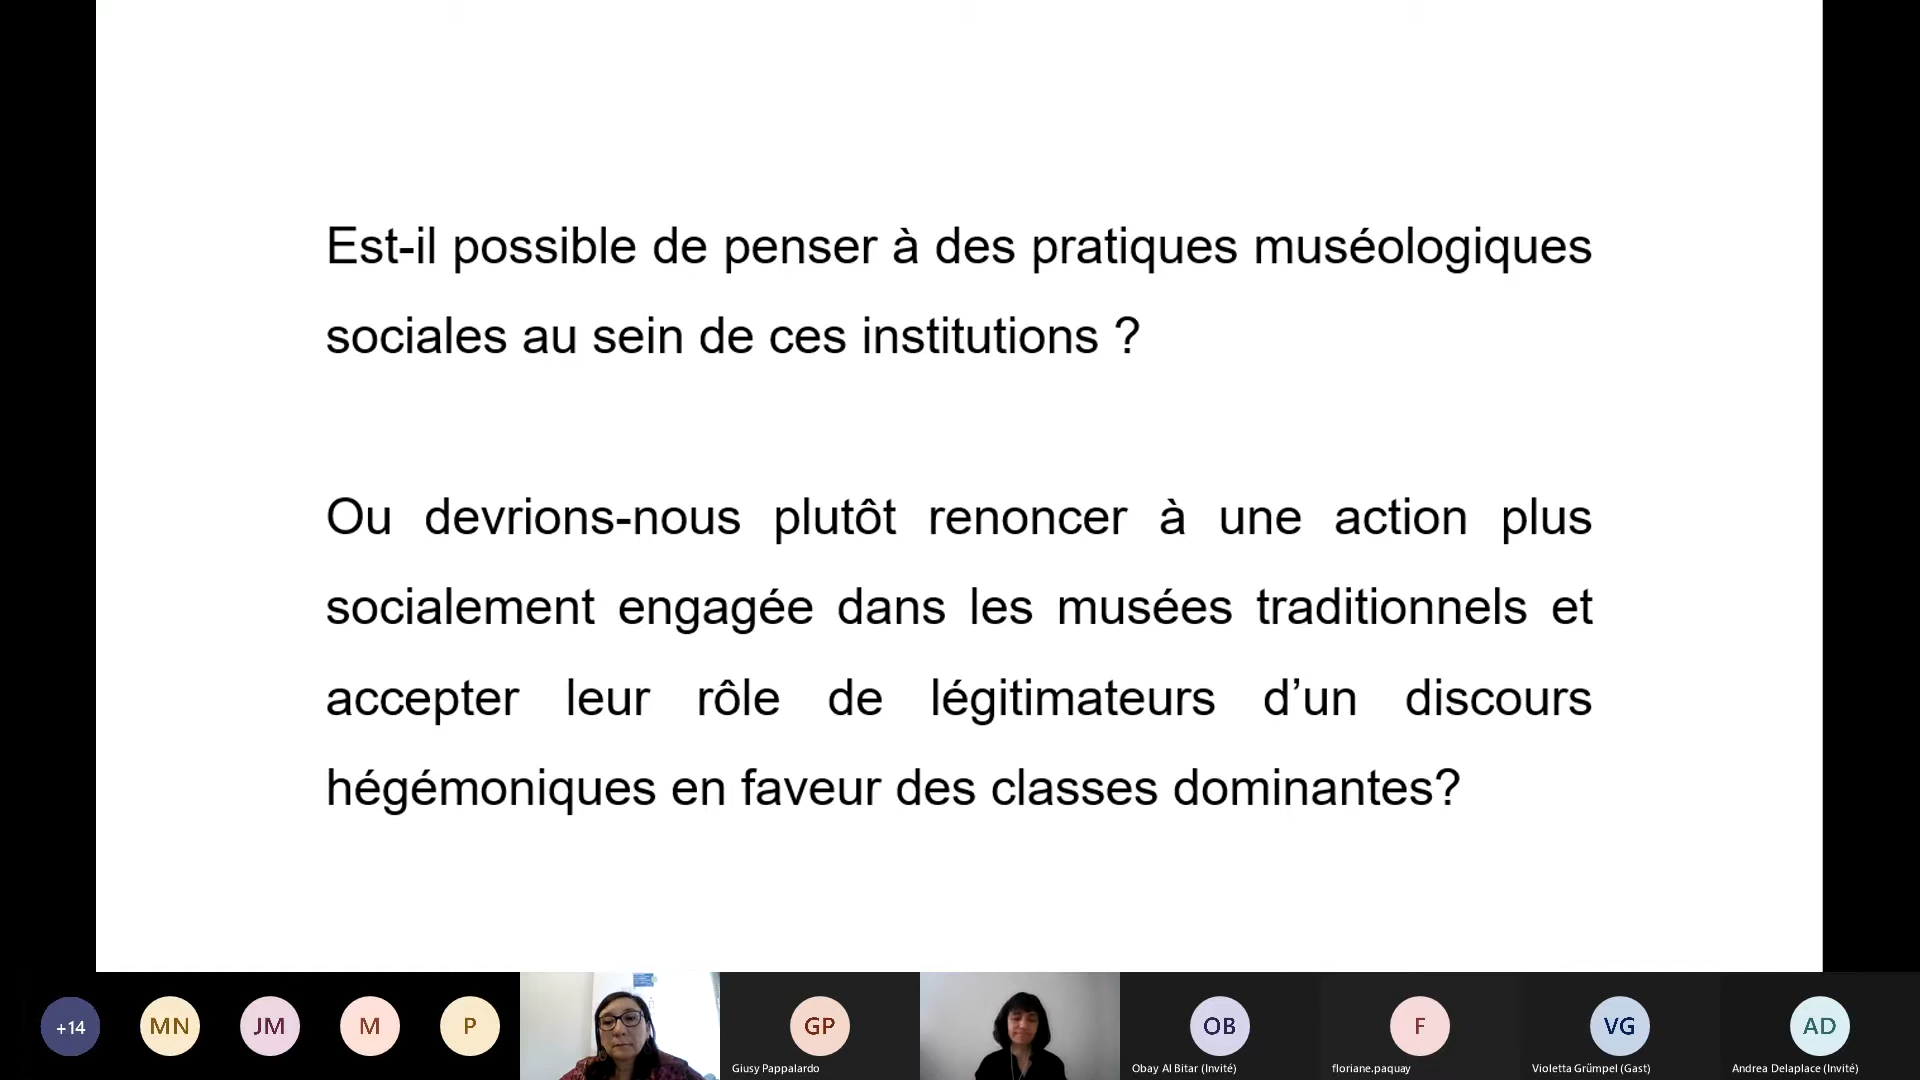 Est-il possible de penser à des pratiques muséologiques
sociales au sein de ces institutions ?
Ou devrions-nous plutôt renoncer à une action plus
socialement engagée dans les musées traditionnels et
accepter leur rôle de légitimateurs d’un discours
hégémoniques en faveur des classes dominantes?
+14
MN
JM
M
P
GP
Giusy Pappalardo
OB
Obay Al Bitar (Invité)
F
floriane.paquay
VG
Violetta Grümpel (Gast)
AD
Andrea Delaplace (Invité)